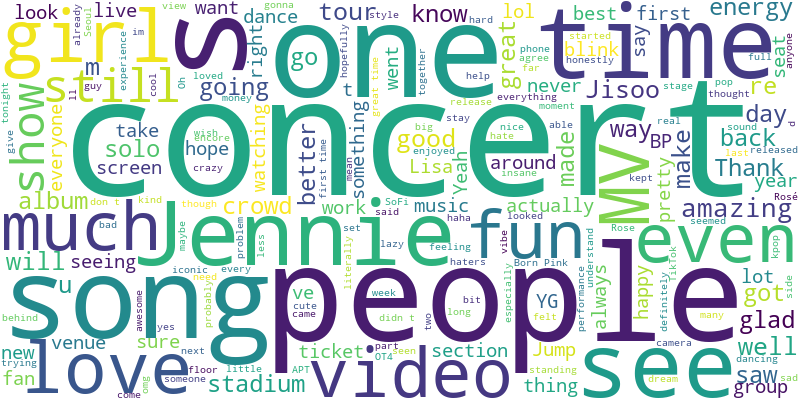 look live want tour know lol best first energy
girl s one time
already Seoul view gonna style hard started agree phone honestly full anyone
im experience cool Oh loved dance right go hopefully together great blink say seat
m still going went t help far everything never Jisoo re
show everyone ll guy money great time release pop thought stage day
tonight give take solo hope wish encore crazy watching concert
screen better something first time mean big stay enjoyed good Lisa Yeah nice hate able moment insane around made way BP back sound last released real d
MV pretty make Thank year kept Rosé
album don t kind though crowd work said SoFi music actually amazing
much bad maybe problem less set haha looked Rose seemed kpop
Jennie fun even
will seeing iconic every literally lazy feeling vibe haters Born Pink understand TikTok lot
u song people see
behind awesome yes probably need ve cute came week bit long two YG felt especially performance always happy definitely many got side
new venue sure didn t part OT4 seen camera dancing glad
love next ticket section Jump well
trying fan omg someone floor little APT video standing thing dream saw sad
come stadium group